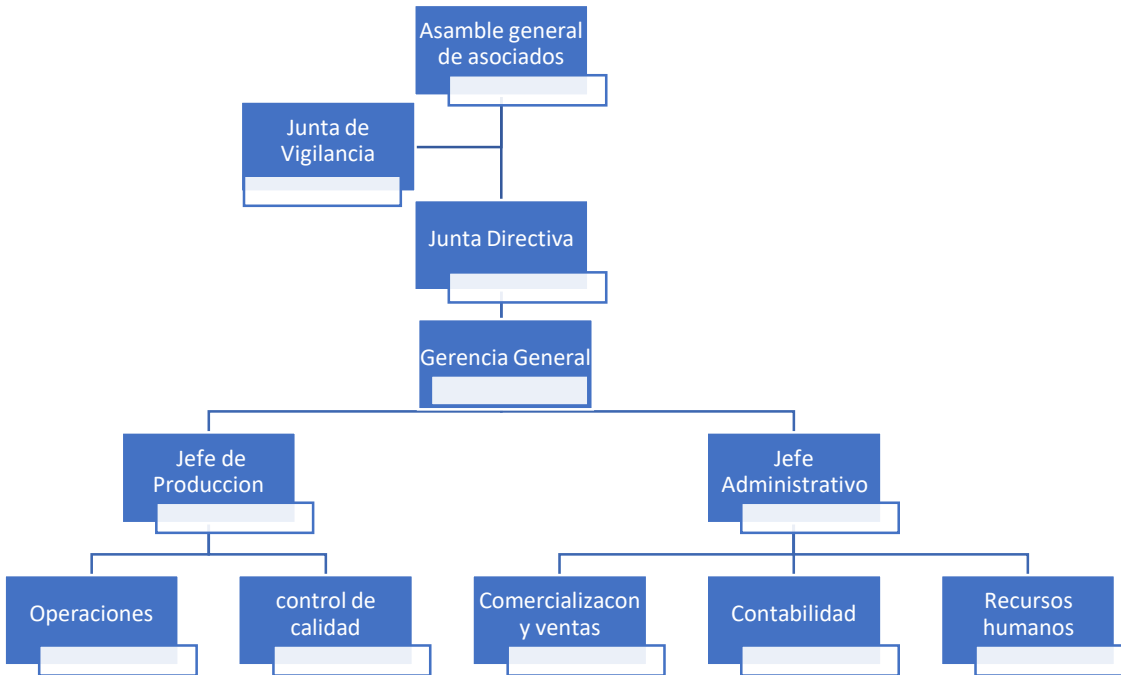 Asamble general
de asociados
Junta de
Vigilancia
Junta Directiva
Gerencia General
Jefe de
Produccion
Jefe
Administrativo
Operaciones
control de
calidad
Comercializacon
y ventas
Contabilidad
Recursos
humanos